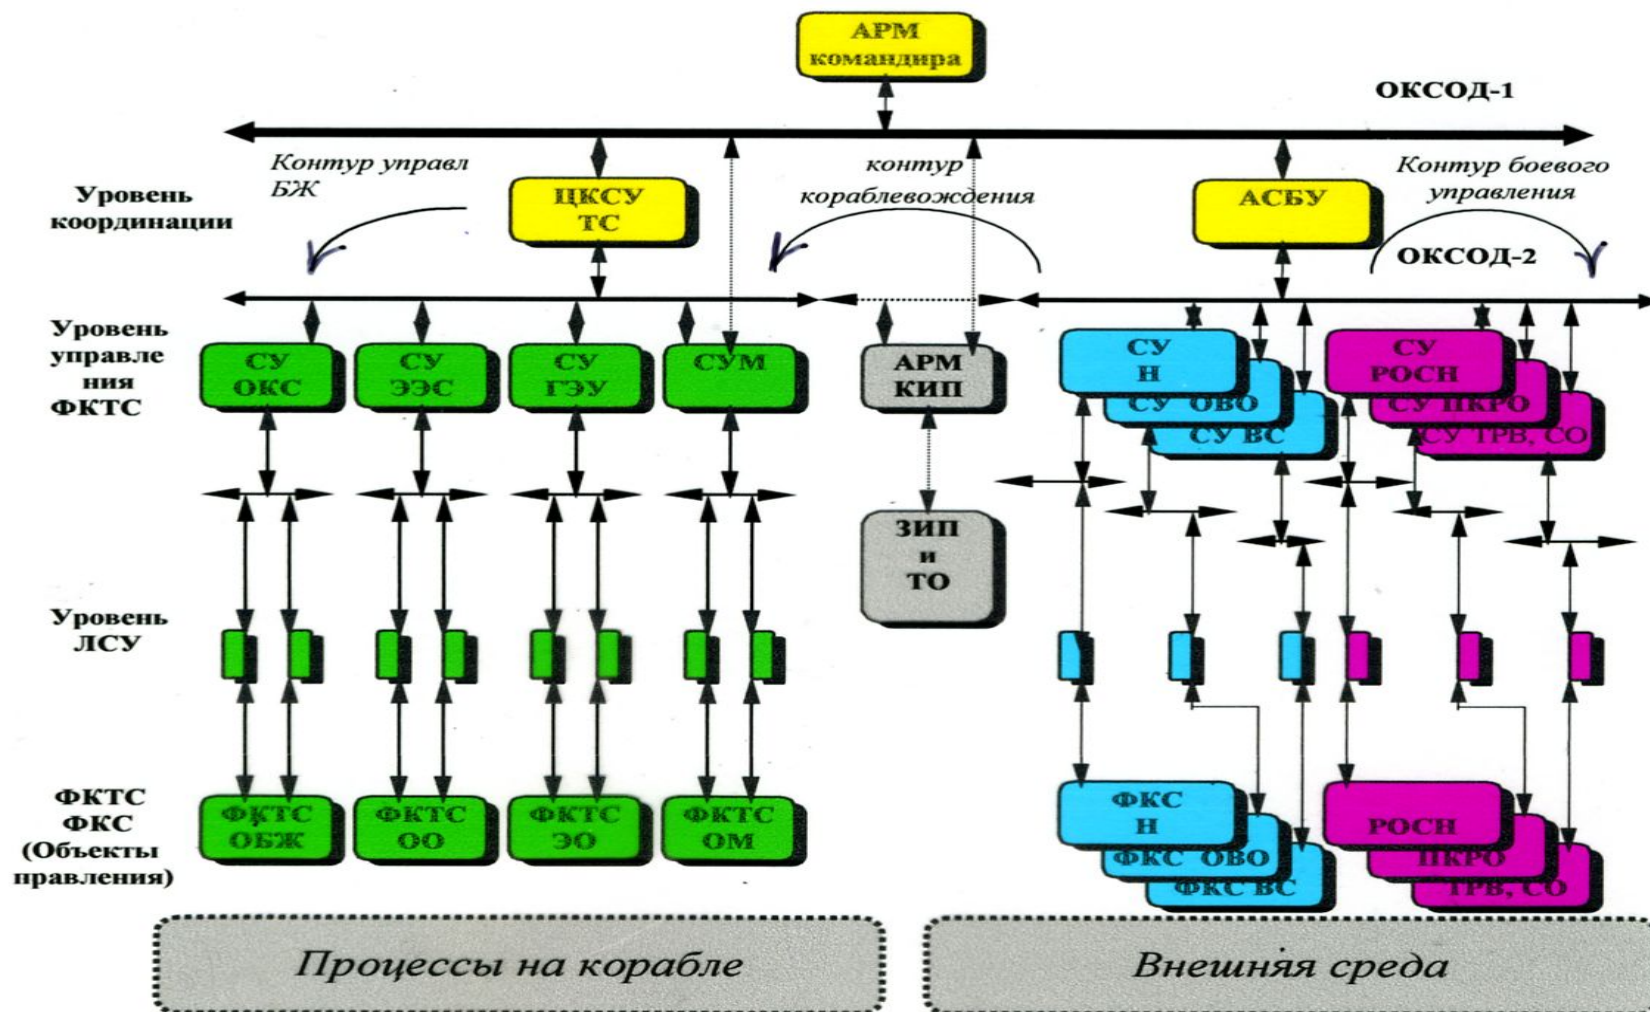 АРМ
командира
ОКСОД-1
Контур управл
БЖ
контур
кораблевождения
Контур боевого
управления
Уровень
координации
ЦКСУ
ТС
АСБУ
ОКСОД-2
Уровень
управле
ния
ФКТС
СУ
ОКС
СУ
ЭЭС
СУ
ГЭУ
СУМ
АРМ
КИП
СУ
Н
СУ ОВО
СУ ВС
СУ
РОСН
СУ ПКРО
СУ ТРВ, СО
ЗИП
и
ТО
Уровень
ЛСУ
ФКТС
ФКС
(Объекты
правления)
ФКТС
ОБЖ
ФКТС
ОО
ФКТС
ЭО
ФКТС
ОМ
ФКС
Н
ФКС ОВО
ФКС ВС
РОСН
ПКРО
ТРВ, СО
Процессы на корабле
Внешняя среда